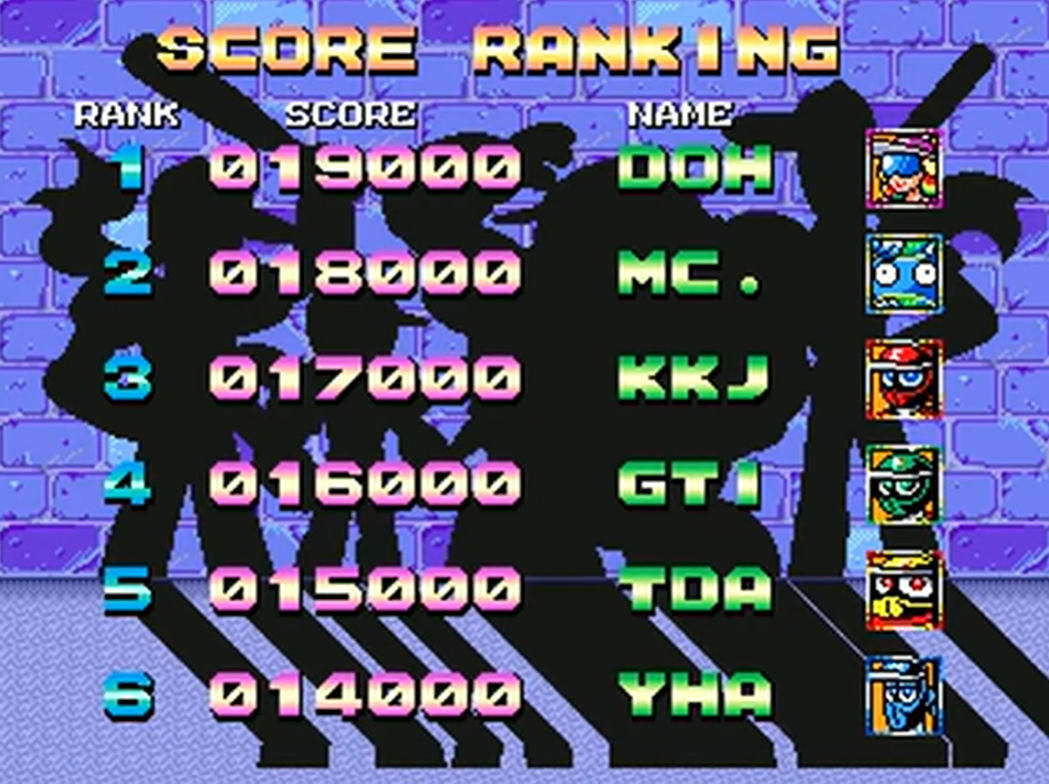 SCORE RANKING
RANK SCORE NAME
1 019000 DOH
2 018000 MC.
3 017000 KKJ
4 016000 GTI
5 015000 TDA
6 014000 YHA